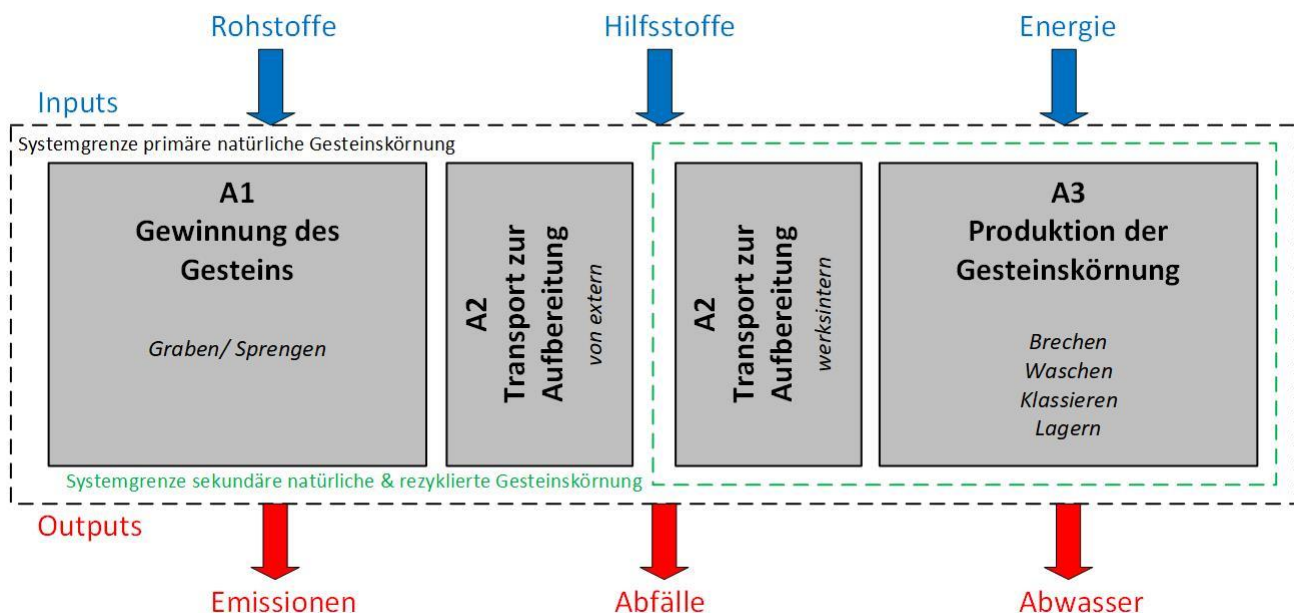 Rohstoffe
Hilfsstoffe
Energie
Inputs
Systemgrenze primäre natürliche Gesteinskörnung
A1
Gewinnung des
Gesteins
Graben/ Sprengen
A2
Transport zur
Aufbereitung
von extern
A2
Transport zur
Aufbereitung
werksintern
A3
Produktion der
Gesteinskörnung
Brechen
Waschen
Klassieren
Lagern
Systemgrenze sekundäre natürliche & rezyklierte Gesteinskörnung
Outputs
Emissionen
Abfälle
Abwasser